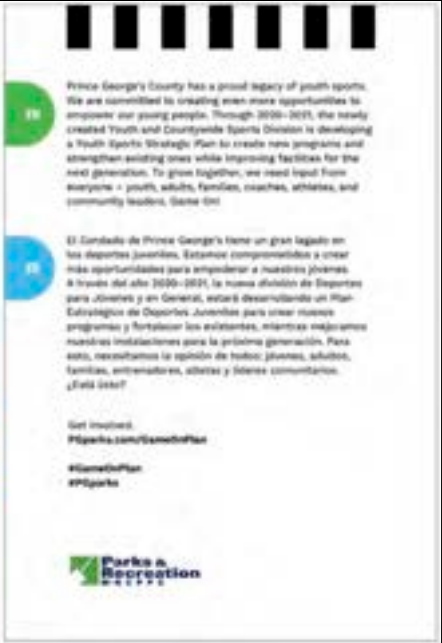 EN
Prince George's County has a proud legacy of youth sports.
We are committed to creating even more opportunities to
empower our young people. Through 2020-2021, the newly
created Youth and Countywide Sports Division is developing
a Youth Sports Strategic Plan to create new programs and
strengthen existing ones while improving facilities for the
next generation. To grow together, we need input from
everyone – youth, adults, families, coaches, athletes, and
community leaders. Game On!
ES
El Condado de Prince George's tiene un gran legado en
los deportes juveniles. Estamos comprometidos a crear
más oportunidades para empoderar a nuestros jóvenes.
A través del año 2020-2021, la nueva división de Deportes
para Jóvenes y en General, estará desarrollando un Plan
Estratégico de Deportes Juveniles para crear nuevos
programas y fortalecer los existentes, mientras mejoramos
nuestras instalaciones para la próxima generación. Para
esto, necesitamos la opinión de todos: jóvenes, adultos,
familias, entrenadores, atletas y líderes comunitarios.
¿Está listo?
Get involved.
PGparks.com/GameOnPlan
#GameOnPlan
#PGparks
Parks &
Recreation
M-NCPPC